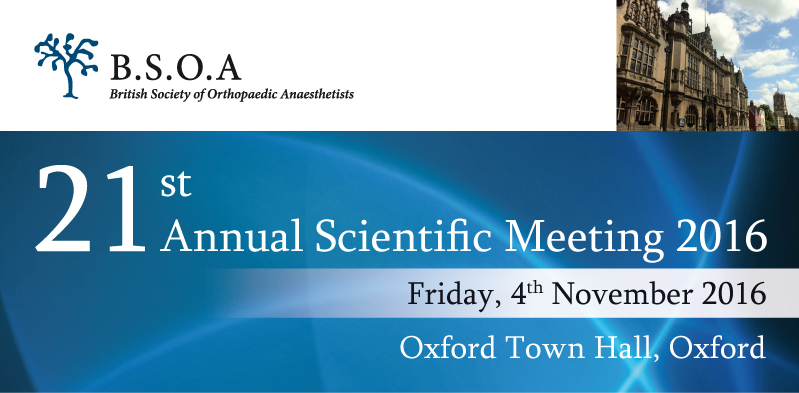 B.S.O.A
British Society of Orthopaedic Anaesthetists
21st
Annual Scientific Meeting 2016
Friday, 4th November 2016
Oxford Town Hall, Oxford